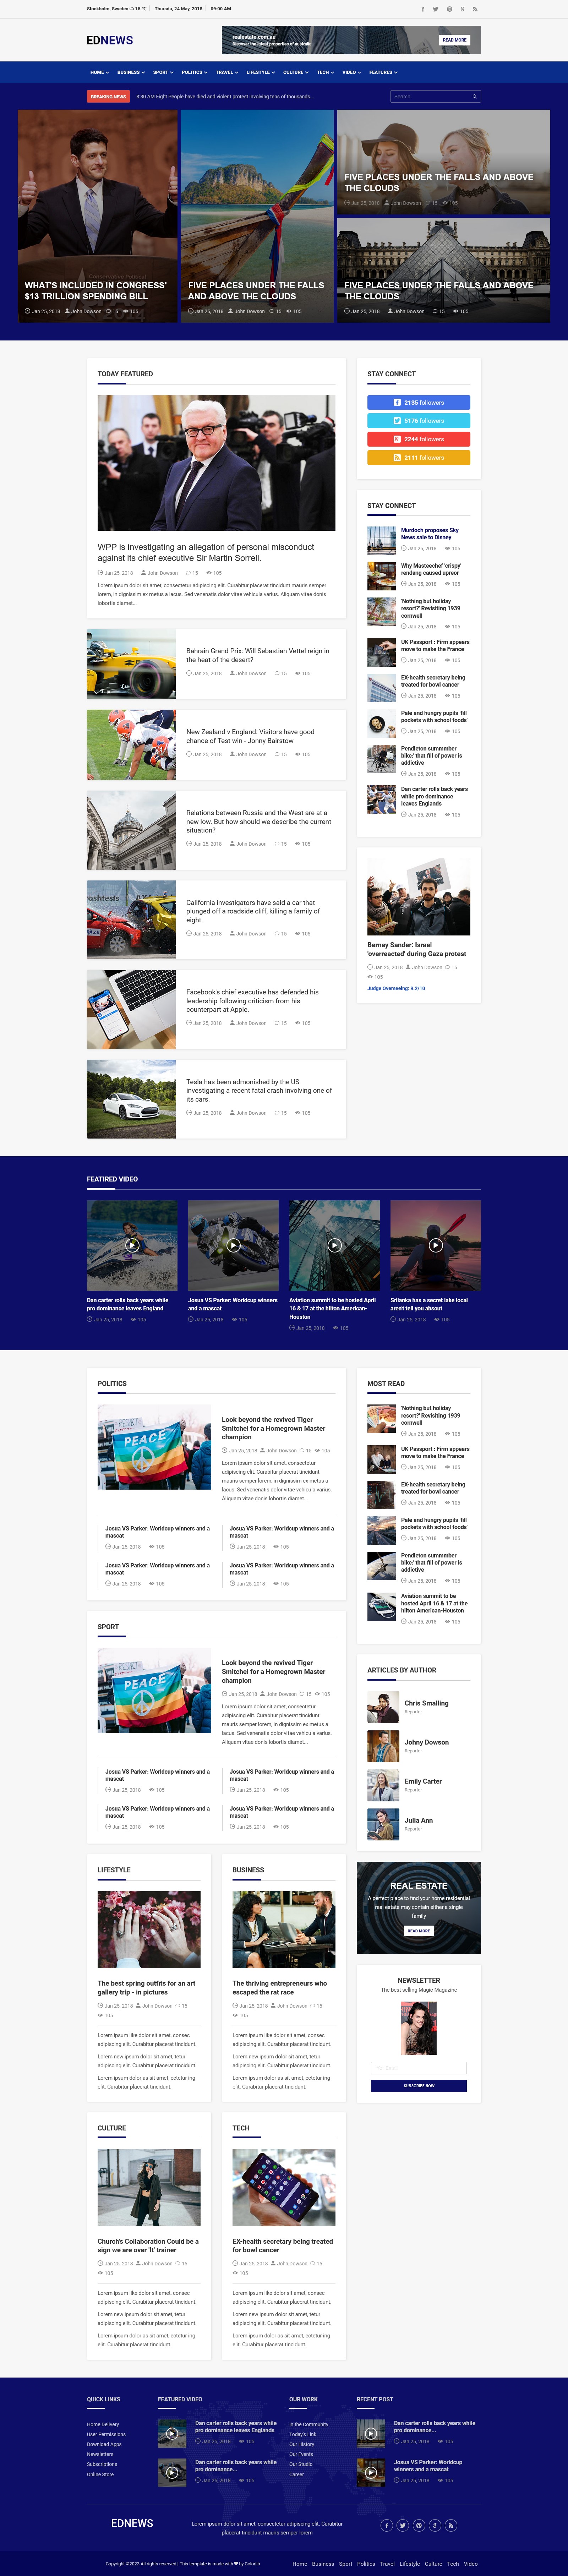 Stockholm, Sweden 15 ℃ Thursda, 24 May, 2018 09:00 AM
EDNEWS
realestate.com.au
Discover the latest properties of australia
READ MORE
HOME BUSINESS SPORT POLITICS TRAVEL LIFESTYLE CULTURE TECH VIDEO FEATURES
BREAKING NEWS 8:30 AM Eight People have died and violent protest involving tens of thousands... Search
WHAT'S INCLUDED IN CONGRESS'
$13 TRILLION SPENDING BILL
Jan 25, 2018 John Dowson 15 105
FIVE PLACES UNDER THE FALLS
AND ABOVE THE CLOUDS
Jan 25, 2018 John Dowson 15 105
FIVE PLACES UNDER THE FALLS AND ABOVE
THE CLOUDS
Jan 25, 2018 John Dowson 15 105
FIVE PLACES UNDER THE FALLS AND ABOVE
THE CLOUDS
Jan 25, 2018 John Dowson 15 105
TODAY FEATURED
WPP is investigating an allegation of personal misconduct
against its chief executive Sir Martin Sorrell.
Jan 25, 2018 John Dowson 15 105
Lorem ipsum dolor sit amet, consectetur adipiscing elit. Curabitur placerat tincidunt mauris semper
lorem, in dignissim ex metus a lacus. Sed venenatis dolor vitae vehicula varius. Aliquam vitae donis
lobortis diamet...
Bahrain Grand Prix: Will Sebastian Vettel reign in
the heat of the desert?
Jan 25, 2018 John Dowson 15 105
New Zealand v England: Visitors have good
chance of Test win - Jonny Bairstow
Jan 25, 2018 John Dowson 15 105
Relations between Russia and the West are at a
new low. But how should we describe the current
situation?
Jan 25, 2018 John Dowson 15 105
California investigators have said a car that
plunged off a roadside cliff, killing a family of
eight.
Jan 25, 2018 John Dowson 15 105
Facebook's chief executive has defended his
leadership following criticism from his
counterpart at Apple.
Jan 25, 2018 John Dowson 15 105
Tesla has been admonished by the US
investigating a recent fatal crash involving one of
its cars.
Jan 25, 2018 John Dowson 15 105
STAY CONNECT
2135 followers
5176 followers
2244 followers
2111 followers
STAY CONNECT
Murdoch proposes Sky
News sale to Disney
Jan 25, 2018 105
Why Masteechef 'crispy'
rendang caused upreor
Jan 25, 2018 105
'Nothing but holiday
resort?' Revisiting 1939
cornwell
Jan 25, 2018 105
UK Passport : Firm appears
move to make the France
Jan 25, 2018 105
EX-health secretary being
treated for bowl cancer
Jan 25, 2018 105
Pale and hungry pupils 'fill
pockets with school foods'
Jan 25, 2018 105
Pendleton summmber
bike:' that fill of power is
addictive
Jan 25, 2018 105
Dan carter rolls back years
while pro dominance
leaves Englands
Jan 25, 2018 105
Berney Sander: Israel
'overreacted' during Gaza protest
Jan 25, 2018 John Dowson 15
105
Judge Overseeing: 9.2/10
FEATIRED VIDEO
Dan carter rolls back years while
pro dominance leaves England
Jan 25, 2018 105
Josua VS Parker: Worldcup winners
and a mascat
Jan 25, 2018 105
Aviation summit to be hosted April
16 & 17 at the hilton American-
Houston
Jan 25, 2018 105
Srilanka has a secret lake local
aren't tell you absout
Jan 25, 2018 105
POLITICS
PEACE
Look beyond the revived Tiger
Smitchel for a Homegrown Master
champion
Jan 25, 2018 John Dowson 15 105
Lorem ipsum dolor sit amet, consectetur
adipiscing elit. Curabitur placerat tincidunt
mauris semper lorem, in dignissim ex metus a
lacus. Sed venenatis dolor vitae vehicula varius.
Aliquam vitae donis lobortis diamet...
Josua VS Parker: Worldcup winners and a
mascat
Jan 25, 2018 105
Josua VS Parker: Worldcup winners and a
mascat
Jan 25, 2018 105
Josua VS Parker: Worldcup winners and a
mascat
Jan 25, 2018 105
Josua VS Parker: Worldcup winners and a
mascat
Jan 25, 2018 105
SPORT
PEACE
Look beyond the revived Tiger
Smitchel for a Homegrown Master
champion
Jan 25, 2018 John Dowson 15 105
Lorem ipsum dolor sit amet, consectetur
adipiscing elit. Curabitur placerat tincidunt
mauris semper lorem, in dignissim ex metus a
lacus. Sed venenatis dolor vitae vehicula varius.
Aliquam vitae donis lobortis diamet...
Josua VS Parker: Worldcup winners and a
mascat
Jan 25, 2018 105
Josua VS Parker: Worldcup winners and a
mascat
Jan 25, 2018 105
Josua VS Parker: Worldcup winners and a
mascat
Jan 25, 2018 105
Josua VS Parker: Worldcup winners and a
mascat
Jan 25, 2018 105
LIFESTYLE
The best spring outfits for an art
gallery trip - in pictures
Jan 25, 2018 John Dowson 15
105
Lorem ipsum like dolor sit amet, consec
adipiscing elit. Curabitur placerat tincidunt.
Lorem new ipsum dolor sit amet, tetur
adipiscing elit. Curabitur placerat tincidunt.
Lorem ipsum dolor as sit amet, ectetur ing
elit. Curabitur placerat tincidunt.
BUSINESS
The thriving entrepreneurs who
escaped the rat race
Jan 25, 2018 John Dowson 15
105
Lorem ipsum like dolor sit amet, consec
adipiscing elit. Curabitur placerat tincidunt.
Lorem new ipsum dolor sit amet, tetur
adipiscing elit. Curabitur placerat tincidunt.
Lorem ipsum dolor as sit amet, ectetur ing
elit. Curabitur placerat tincidunt.
CULTURE
Church's Collaboration Could be a
sign we are over 'It' trainer
Jan 25, 2018 John Dowson 15
105
Lorem ipsum like dolor sit amet, consec
adipiscing elit. Curabitur placerat tincidunt.
Lorem new ipsum dolor sit amet, tetur
adipiscing elit. Curabitur placerat tincidunt.
Lorem ipsum dolor as sit amet, ectetur ing
elit. Curabitur placerat tincidunt.
TECH
EX-health secretary being treated
for bowl cancer
Jan 25, 2018 John Dowson 15
105
Lorem ipsum like dolor sit amet, consec
adipiscing elit. Curabitur placerat tincidunt.
Lorem new ipsum dolor sit amet, tetur
adipiscing elit. Curabitur placerat tincidunt.
Lorem ipsum dolor as sit amet, ectetur ing
elit. Curabitur placerat tincidunt.
MOST READ
'Nothing but holiday
resort?' Revisiting 1939
cornwell
Jan 25, 2018 105
UK Passport : Firm appears
move to make the France
Jan 25, 2018 105
EX-health secretary being
treated for bowl cancer
Jan 25, 2018 105
Pale and hungry pupils 'fill
pockets with school foods'
Jan 25, 2018 105
Pendleton summmber
bike:' that fill of power is
addictive
Jan 25, 2018 105
Aviation summit to be
hosted April 16 & 17 at the
hilton American-Houston
Jan 25, 2018 105
ARTICLES BY AUTHOR
Chris Smalling
Reporter
Johny Dowson
Reporter
Emily Carter
Reporter
Julia Ann
Reporter
REAL ESTATE
A perfect place to find your home residential
real estate may contain either a single
family
READ MORE
NEWSLETTER
The best selling Magic-Magazine
SUBSCRIBE NOW
QUICK LINKS
Home Delivery
User Permissions
Download Apps
Newsletters
Subscriptions
Online Store
FEATURED VIDEO
Dan carter rolls back years while
pro dominance leaves Englands
Jan 25, 2018 105
Dan carter rolls back years while
pro dominance...
Jan 25, 2018 105
OUR WORK
In the Community
Today's Link
Our History
Our Events
Our Studio
Career
RECENT POST
Dan carter rolls back years while
pro dominance...
Jan 25, 2018 105
Josua VS Parker: Worldcup
winners and a mascat
Jan 25, 2018 105
EDNEWS
Lorem ipsum dolor sit amet, consectetur adipiscing elit. Curabitur
placerat tincidunt mauris semper lorem
Copyright ©2023 All rights reserved | This template is made with ♥ by Colorlib
Home Business Sport Politics Travel Lifestyle Culture Tech Video